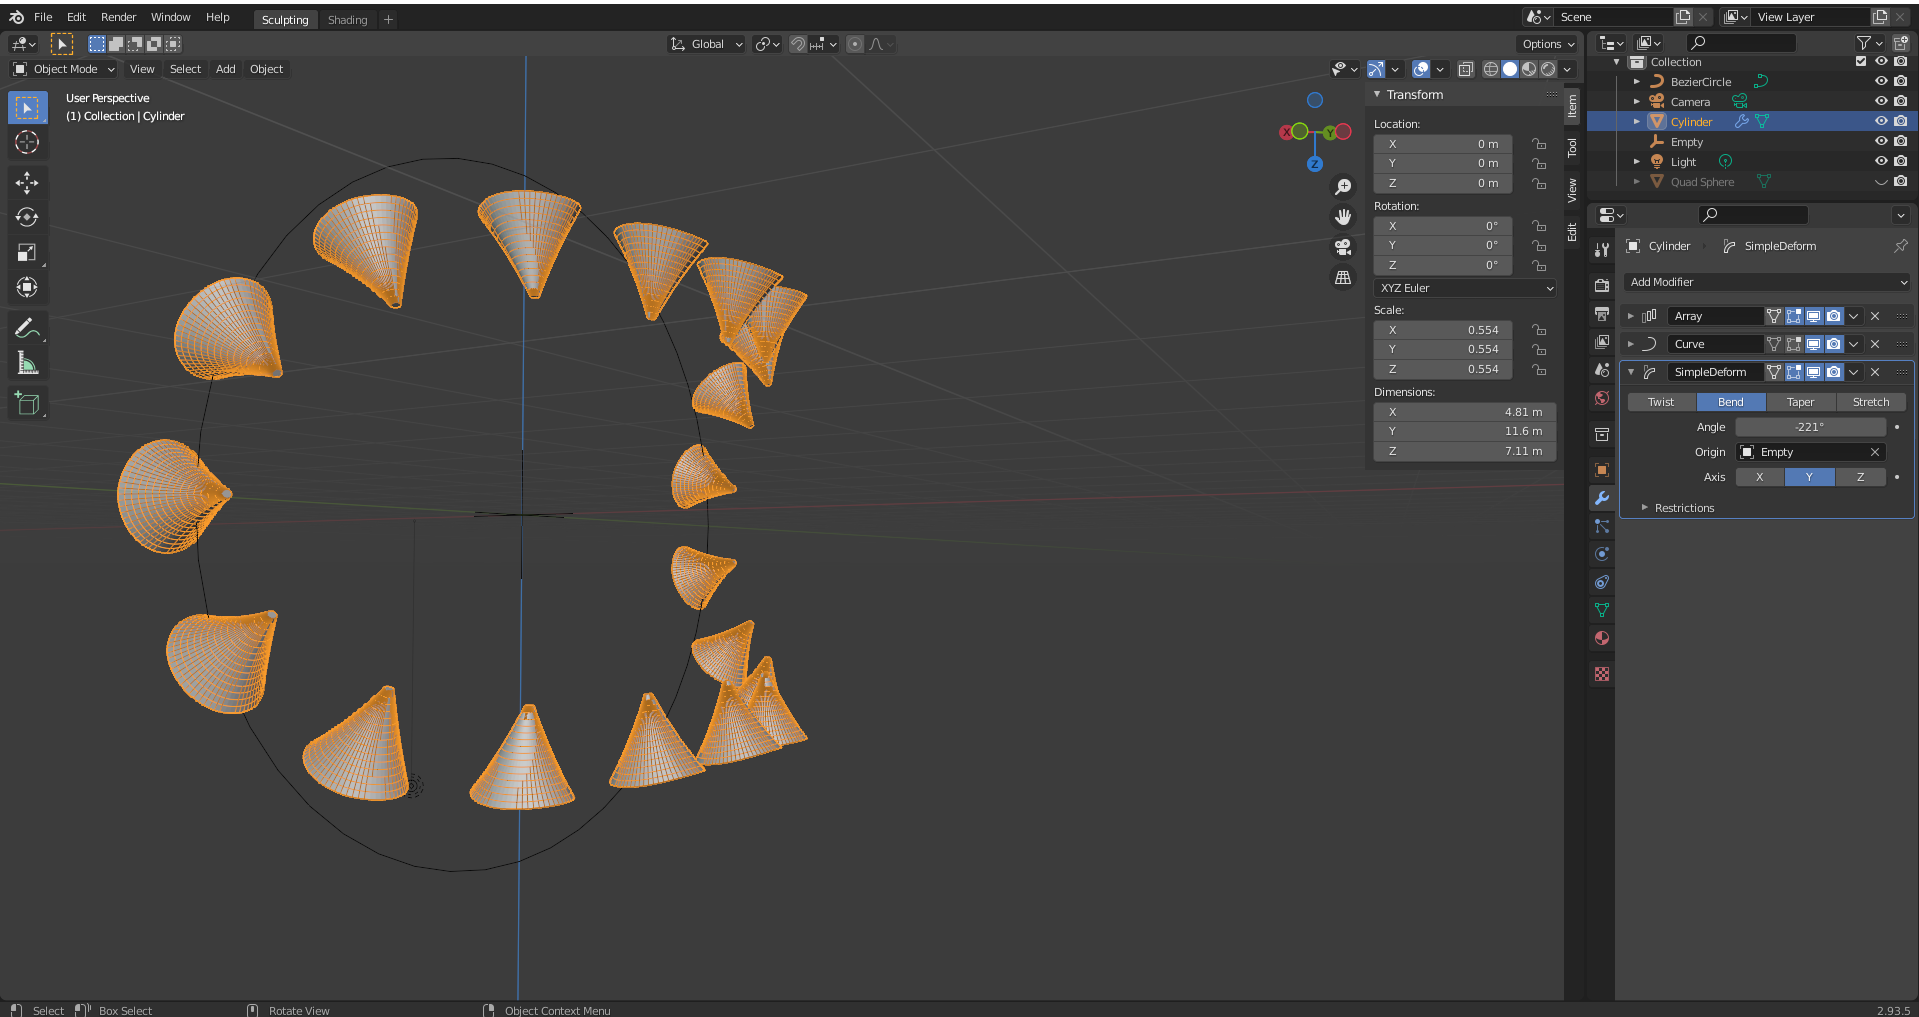 File Edit Render Window Help Sculpting Shading + Scene View Layer
Global Options
Object Mode View Select Add Object
User Perspective
(1) Collection | Cylinder
X Y Z
Transform
Location:
X 0 m
Y 0 m
Z 0 m
Rotation:
X 0°
Y 0°
Z 0°
XYZ Euler
Scale:
X 0.554
Y 0.554
Z 0.554
Dimensions:
X 4.81 m
Y 11.6 m
Z 7.11 m
Item
Tool
View
Edit
Collection
BezierCircle
Camera
Cylinder
Empty
Light
Quad Sphere
Cylinder SimpleDeform
Add Modifier
Array
Curve
SimpleDeform
Twist Bend Taper Stretch
Angle -221°
Origin Empty
Axis X Y Z
Restrictions
Select Box Select Rotate View Object Context Menu 2.93.5